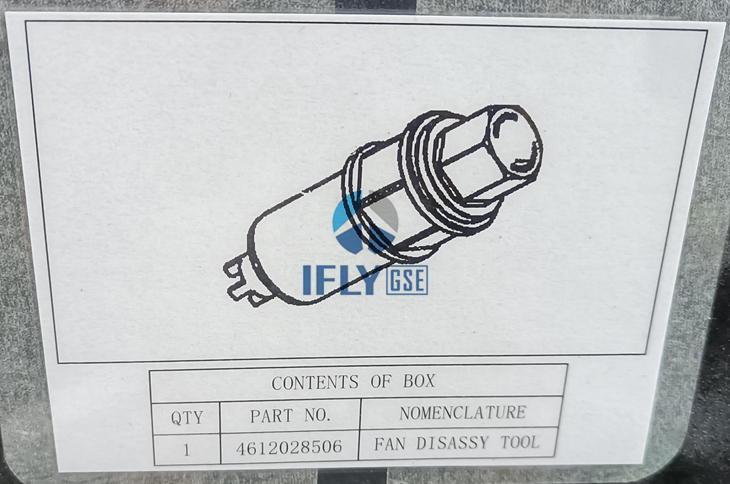 IFLY GSE
CONTENTS OF BOX
QTY PART NO. NOMENCLATURE
1 4612028506 FAN DISASSY TOOL